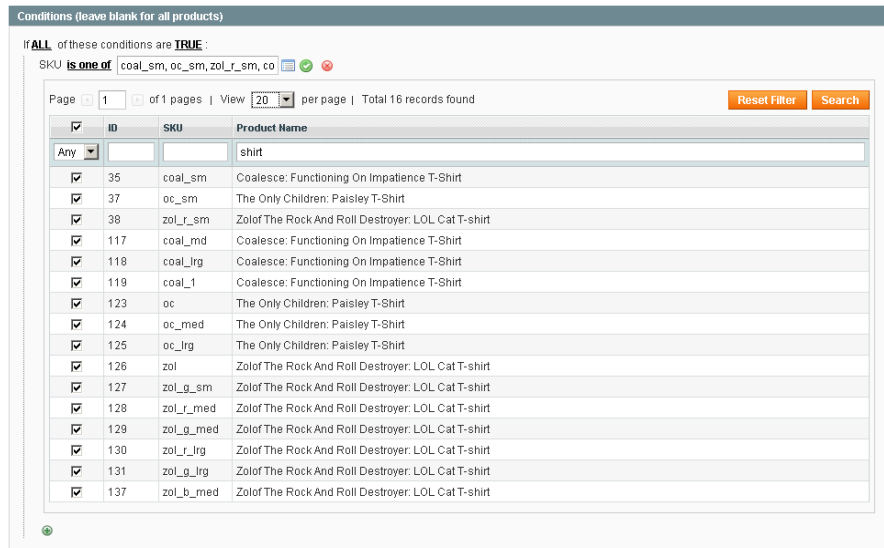 Conditions (leave blank for all products)
If ALL of these conditions are TRUE :
SKU is one of coal_sm, oc_sm, zol_r_sm, co
Page 1 of 1 pages | View 20 per page | Total 16 records found Reset Filter Search
ID SKU Product Name
Any shirt
35 coal_sm Coalesce: Functioning On Impatience T-Shirt
37 oc_sm The Only Children: Paisley T-Shirt
38 zol_r_sm Zolof The Rock And Roll Destroyer: LOL Cat T-shirt
117 coal_md Coalesce: Functioning On Impatience T-Shirt
118 coal_lrg Coalesce: Functioning On Impatience T-Shirt
119 coal_1 Coalesce: Functioning On Impatience T-Shirt
123 oc The Only Children: Paisley T-Shirt
124 oc_med The Only Children: Paisley T-Shirt
125 oc_lrg The Only Children: Paisley T-Shirt
126 zol Zolof The Rock And Roll Destroyer: LOL Cat T-shirt
127 zol_g_sm Zolof The Rock And Roll Destroyer: LOL Cat T-shirt
128 zol_r_med Zolof The Rock And Roll Destroyer: LOL Cat T-shirt
129 zol_g_med Zolof The Rock And Roll Destroyer: LOL Cat T-shirt
130 zol_r_lrg Zolof The Rock And Roll Destroyer: LOL Cat T-shirt
131 zol_g_lrg Zolof The Rock And Roll Destroyer: LOL Cat T-shirt
137 zol_b_med Zolof The Rock And Roll Destroyer: LOL Cat T-shirt